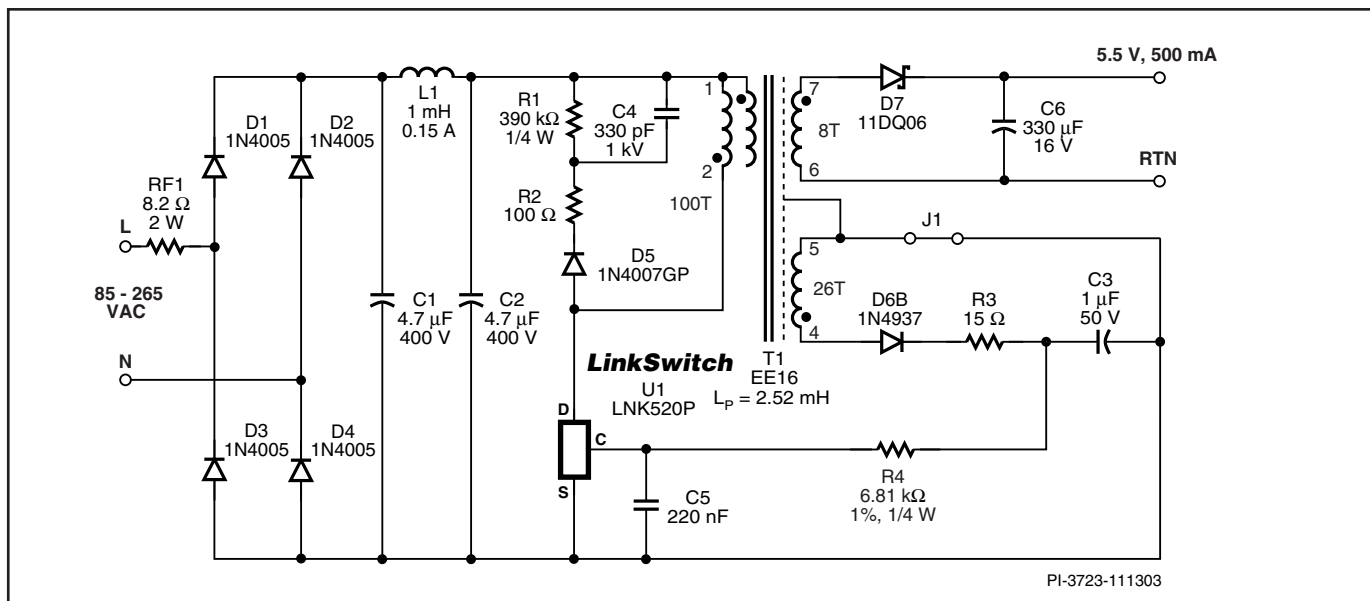 5.5 V, 500 mA
L1
1 mH
0.15 A
D1
1N4005
D2
1N4005
R1
390 kΩ
1/4 W
C4
330 pF
1 kV
1
2
100T
7
8T
6
D7
11DQ06
C6
330 µF
16 V
RTN
RF1
8.2 Ω
2 W
L
R2
100 Ω
D5
1N4007GP
85 - 265
VAC
C1
4.7 µF
400 V
C2
4.7 µF
400 V
5
26T
4
J1
D6B
1N4937
R3
15 Ω
C3
1 µF
50 V
N
LinkSwitch
U1
LNK520P
T1
EE16
LP = 2.52 mH
D3
1N4005
D4
1N4005
D
C
S
C5
220 nF
R4
6.81 kΩ
1%, 1/4 W
PI-3723-111303